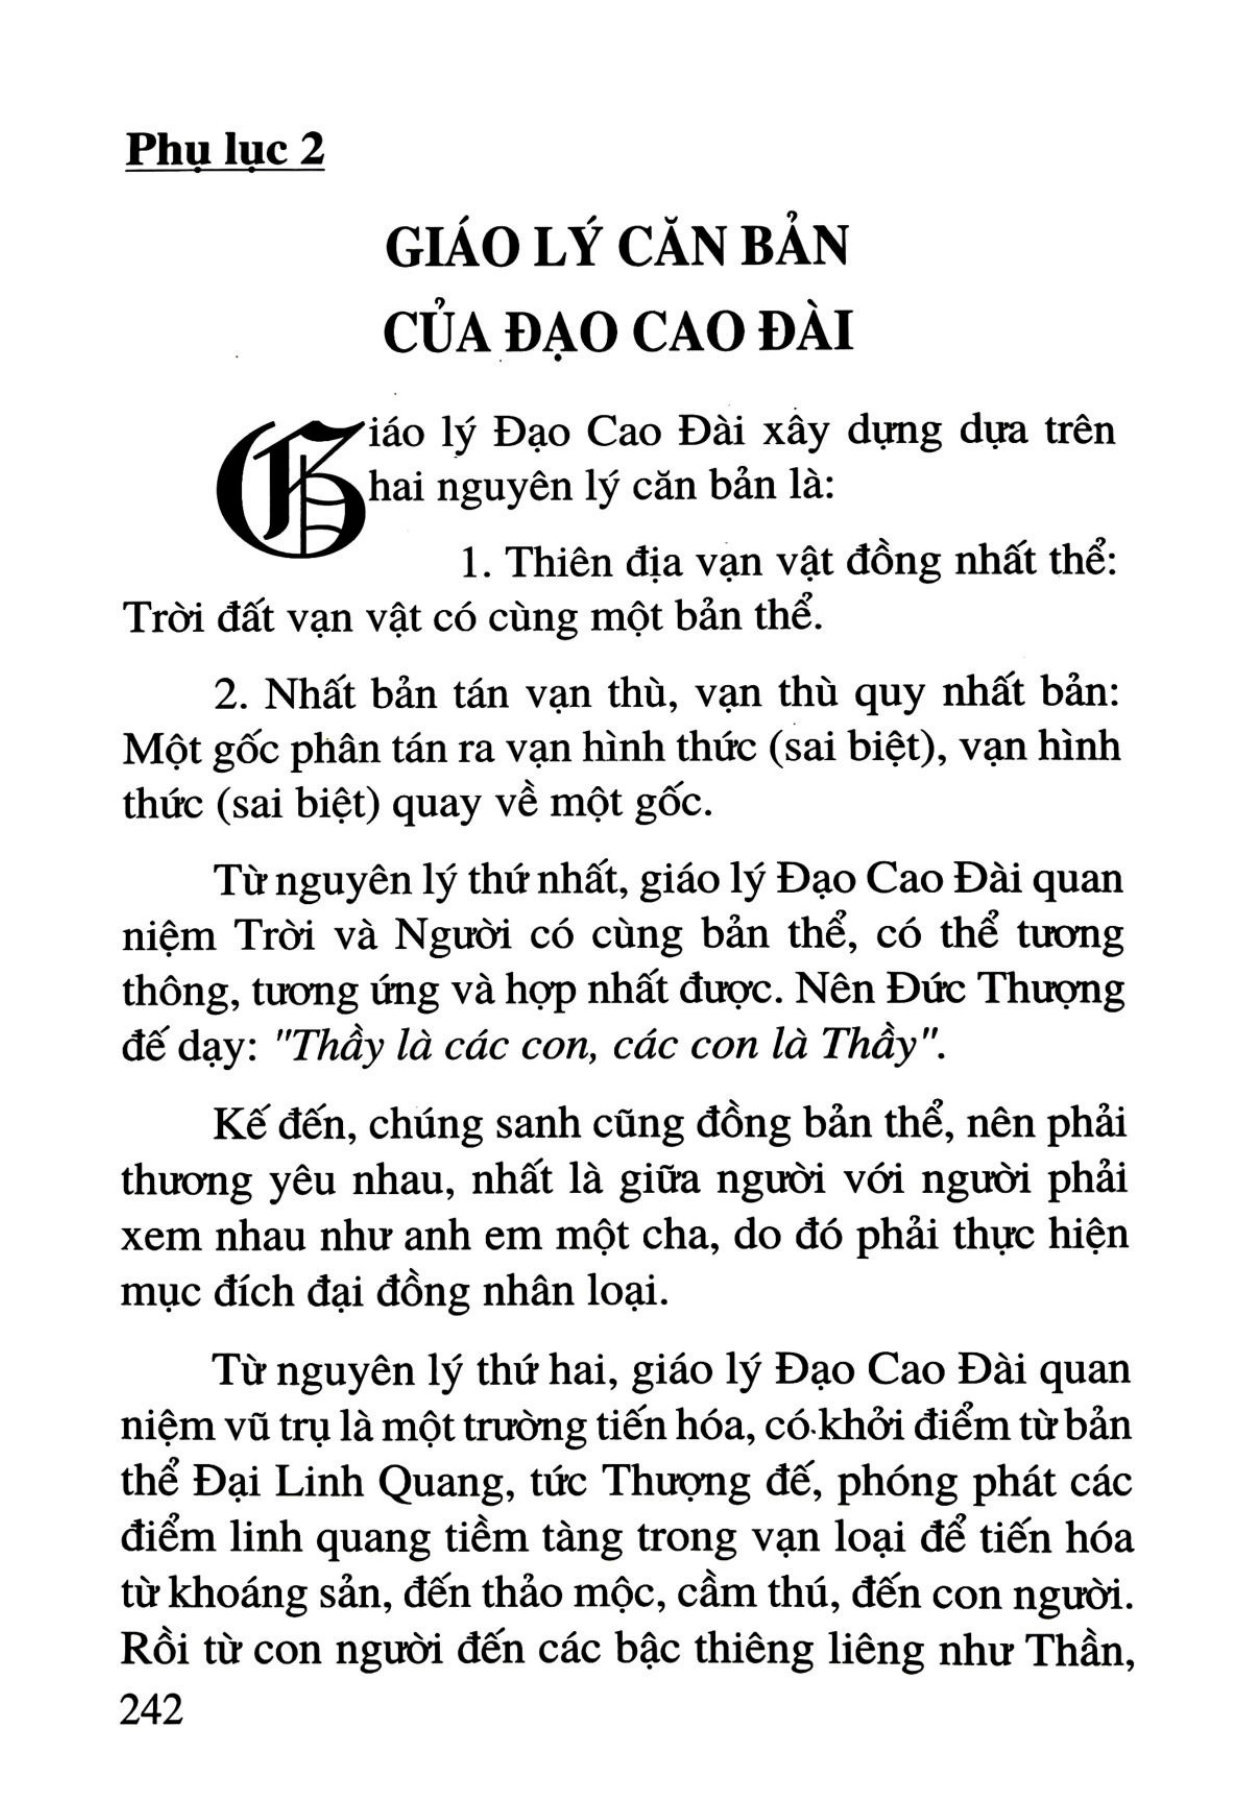 Phụ lục 2
GIÁO LÝ CĂN BẢN
CỦA ĐẠO CAO ĐÀI
Giáo lý Đạo Cao Đài xây dựng dựa trên
hai nguyên lý căn bản là:
1. Thiên địa vạn vật đồng nhất thể:
Trời đất vạn vật có cùng một bản thể.
2. Nhất bản tán vạn thù, vạn thù quy nhất bản:
Một gốc phân tán ra vạn hình thức (sai biệt), vạn hình
thức (sai biệt) quay về một gốc.
Từ nguyên lý thứ nhất, giáo lý Đạo Cao Đài quan
niệm Trời và Người có cùng bản thể, có thể tương
thông, tương ứng và hợp nhất được. Nên Đức Thượng
đế dạy: "Thầy là các con, các con là Thầy".
Kế đến, chúng sanh cũng đồng bản thể, nên phải
thương yêu nhau, nhất là giữa người với người phải
xem nhau như anh em một cha, do đó phải thực hiện
mục đích đại đồng nhân loại.
Từ nguyên lý thứ hai, giáo lý Đạo Cao Đài quan
niệm vũ trụ là một trường tiến hóa, có khởi điểm từ bản
thể Đại Linh Quang, tức Thượng đế, phóng phát các
điểm linh quang tiềm tàng trong vạn loại để tiến hóa
từ khoáng sản, đến thảo mộc, cầm thú, đến con người.
Rồi từ con người đến các bậc thiêng liêng như Thần,
242